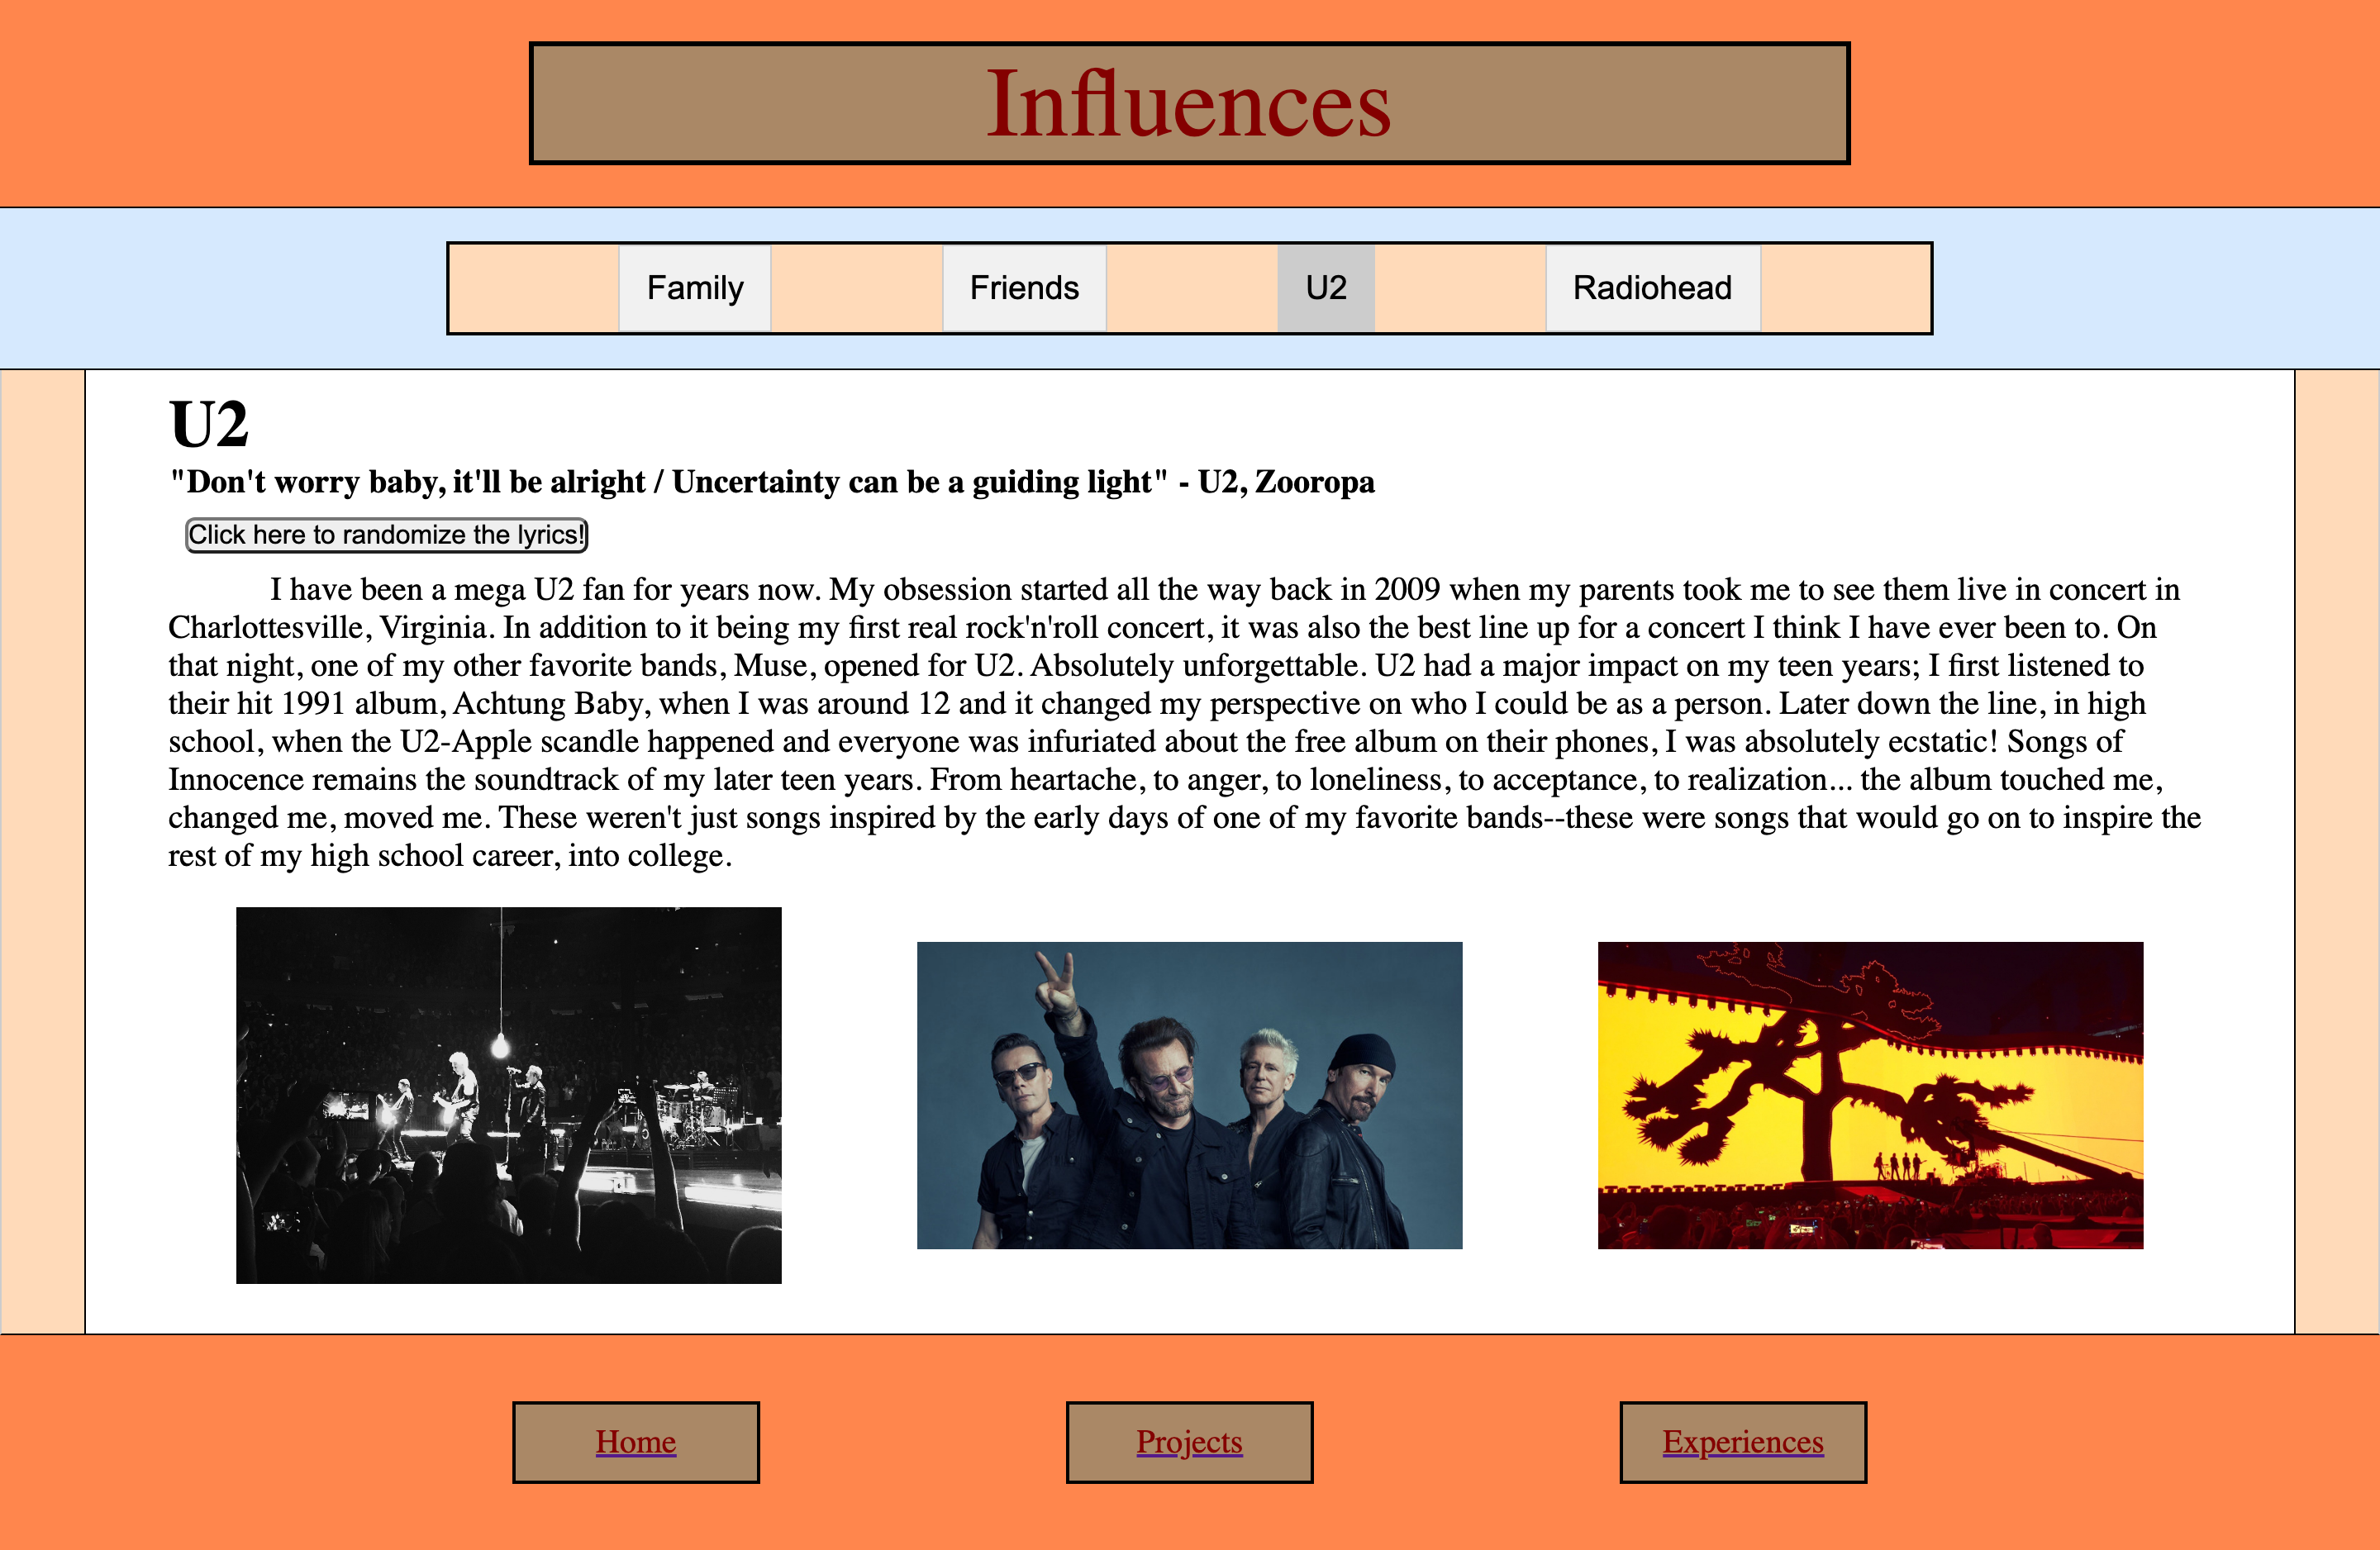 Influences
Family
Friends
U2
Radiohead
U2
"Don't worry baby, it'll be alright / Uncertainty can be a guiding light" - U2, Zooropa
Click here to randomize the lyrics!
I have been a mega U2 fan for years now. My obsession started all the way back in 2009 when my parents took me to see them live in concert in
Charlottesville, Virginia. In addition to it being my first real rock'n'roll concert, it was also the best line up for a concert I think I have ever been to. On
that night, one of my other favorite bands, Muse, opened for U2. Absolutely unforgettable. U2 had a major impact on my teen years; I first listened to
their hit 1991 album, Achtung Baby, when I was around 12 and it changed my perspective on who I could be as a person. Later down the line, in high
school, when the U2-Apple scandle happened and everyone was infuriated about the free album on their phones, I was absolutely ecstatic! Songs of
Innocence remains the soundtrack of my later teen years. From heartache, to anger, to loneliness, to acceptance, to realization... the album touched me,
changed me, moved me. These weren't just songs inspired by the early days of one of my favorite bands--these were songs that would go on to inspire the
rest of my high school career, into college.
Home
Projects
Experiences